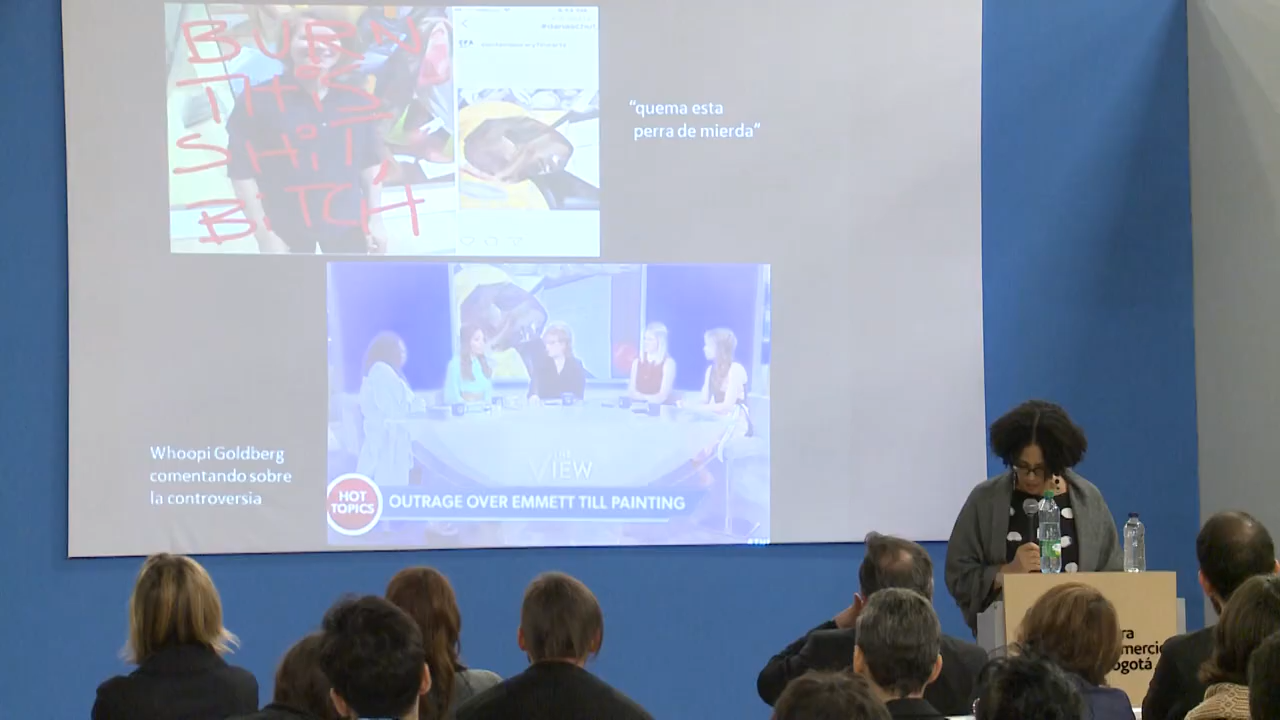 BURN
THIS
SHIT,
BITCH
“quema esta
perra de mierda”
Whoopi Goldberg
comentando sobre
la controversia
THE
VIEW
HOT
TOPICS
OUTRAGE OVER EMMETT TILL PAINTING